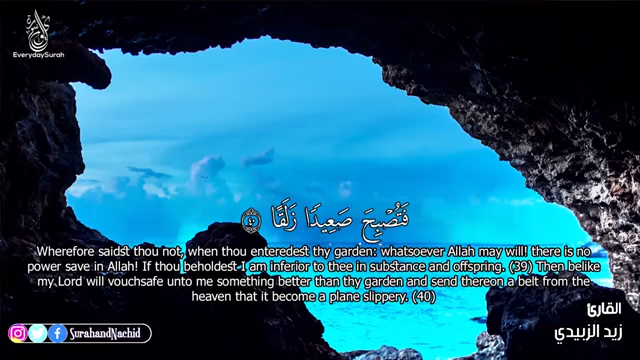 EverydaySurah
فَتُصْبِحَ صَعِيدًا زَلَقًا ٤٠
Wherefore saidst thou not, when thou enteredest thy garden: whatsoever Allah may will! there is no
power save in Allah! If thou beholdest I am inferior to thee in substance and offspring. (39) Then belike
my Lord will vouchsafe unto me something better than thy garden and send thereon a belt from the
heaven that it become a plane slippery. (40)
القارئ
زيد الزبيدي
SurahandNachid